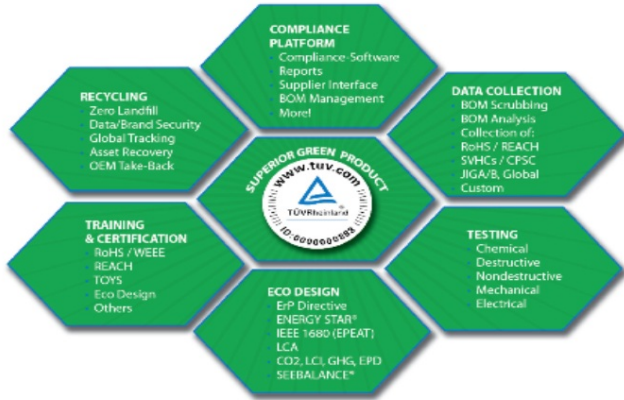 COMPLIANCE
PLATFORM
Compliance-Software
Reports
Supplier Interface
BOM Management
More!
RECYCLING
Zero Landfill
Data/Brand Security
Global Tracking
Asset Recovery
OEM Take-Back
DATA COLLECTION
BOM Scrubbing
BOM Analysis
Collection of:
RoHS / REACH
SVHCs / CPSC
JIGA/B, Global
Custom
SUPERIOR GREEN PRODUCT
www.tuv.com
TÜVRheinland®
ID:0000000888
TRAINING
& CERTIFICATION
RoHS / WEEE
REACH
TOYS
Eco Design
Others
TESTING
Chemical
Destructive
Nondestructive
Mechanical
Electrical
ECO DESIGN
ErP Directive
ENERGY STAR®
IEEE 1680 (EPEAT)
LCA
CO2, LCI, GHG, EPD
SEEBALANCE®